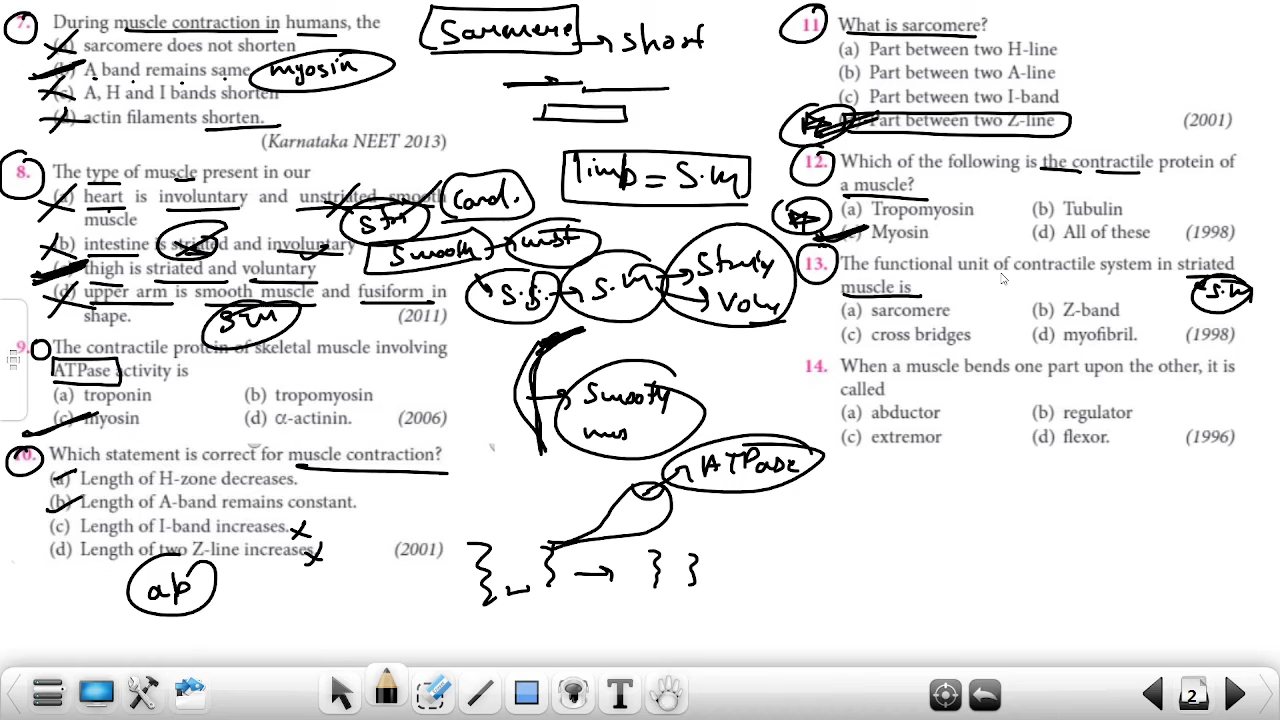 7. During muscle contraction in humans, the
(a) sarcomere does not shorten
(b) A band remains same
(c) A, H and I bands shorten
(d) actin filaments shorten.
(Karnataka NEET 2013)
myosin
Sarcomere
short
8. The type of muscle present in our
(a) heart is involuntary and unstriated smooth
muscle
(b) intestine is striated and involuntary
(c) thigh is striated and voluntary
(d) upper arm is smooth muscle and fusiform in
shape. (2011)
Card.
limb = S.M
Smooth
S.M.
Volu
9. The contractile protein of skeletal muscle involving
ATPase activity is
(a) troponin (b) tropomyosin
(c) myosin (d) α-actinin. (2006)
Smooth
mus
ATPase
10. Which statement is correct for muscle contraction?
(a) Length of H-zone decreases.
(b) Length of A-band remains constant.
(c) Length of I-band increases.
(d) Length of two Z-line increases. (2001)
a/b
11 What is sarcomere?
(a) Part between two H-line
(b) Part between two A-line
(c) Part between two I-band
Part between two Z-line (2001)
12. Which of the following is the contractile protein of
a muscle?
(a) Tropomyosin (b) Tubulin
(c) Myosin (d) All of these (1998)
13. The functional unit of contractile system in striated
muscle is
S.M
(a) sarcomere (b) Z-band
(c) cross bridges (d) myofibril. (1998)
14. When a muscle bends one part upon the other, it is
called
(a) abductor (b) regulator
(c) extremor (d) flexor. (1996)
T
2